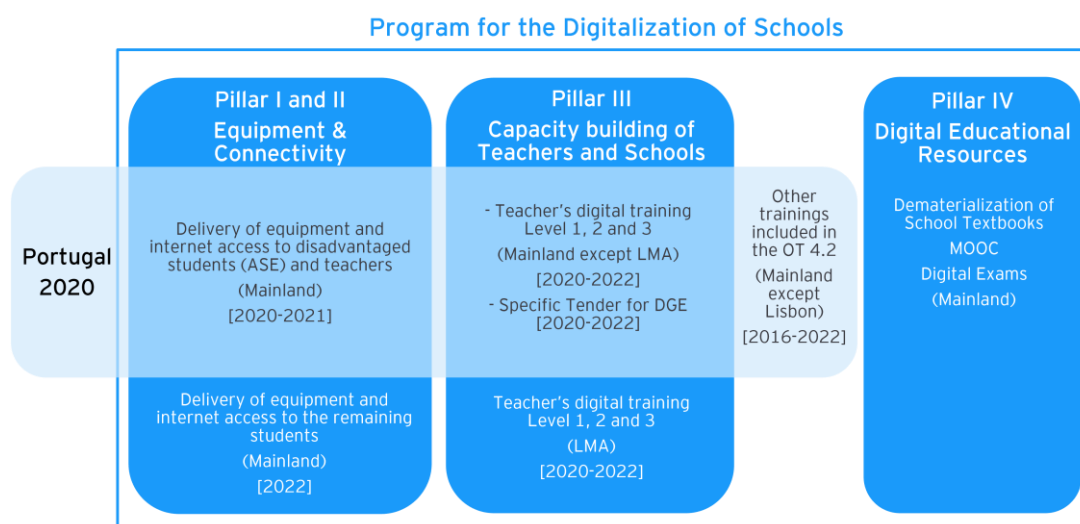 Program for the Digitalization of Schools
Pillar I and II
Equipment &
Connectivity
Pillar III
Capacity building of
Teachers and Schools
Pillar IV
Digital Educational
Resources
Portugal
2020
Delivery of equipment and
internet access to disadvantaged
students (ASE) and teachers
(Mainland)
[2020-2021]
- Teacher's digital training
Level 1, 2 and 3
(Mainland except LMA)
[2020-2022]
- Specific Tender for DGE
[2020-2022]
Other
trainings
included in
the OT 4.2
(Mainland
except
Lisbon)
[2016-2022]
Dematerialization of
School Textbooks
MOOC
Digital Exams
(Mainland)
Delivery of equipment and
internet access to the remaining
students
(Mainland)
[2022]
Teacher's digital training
Level 1, 2 and 3
(LMA)
[2020-2022]